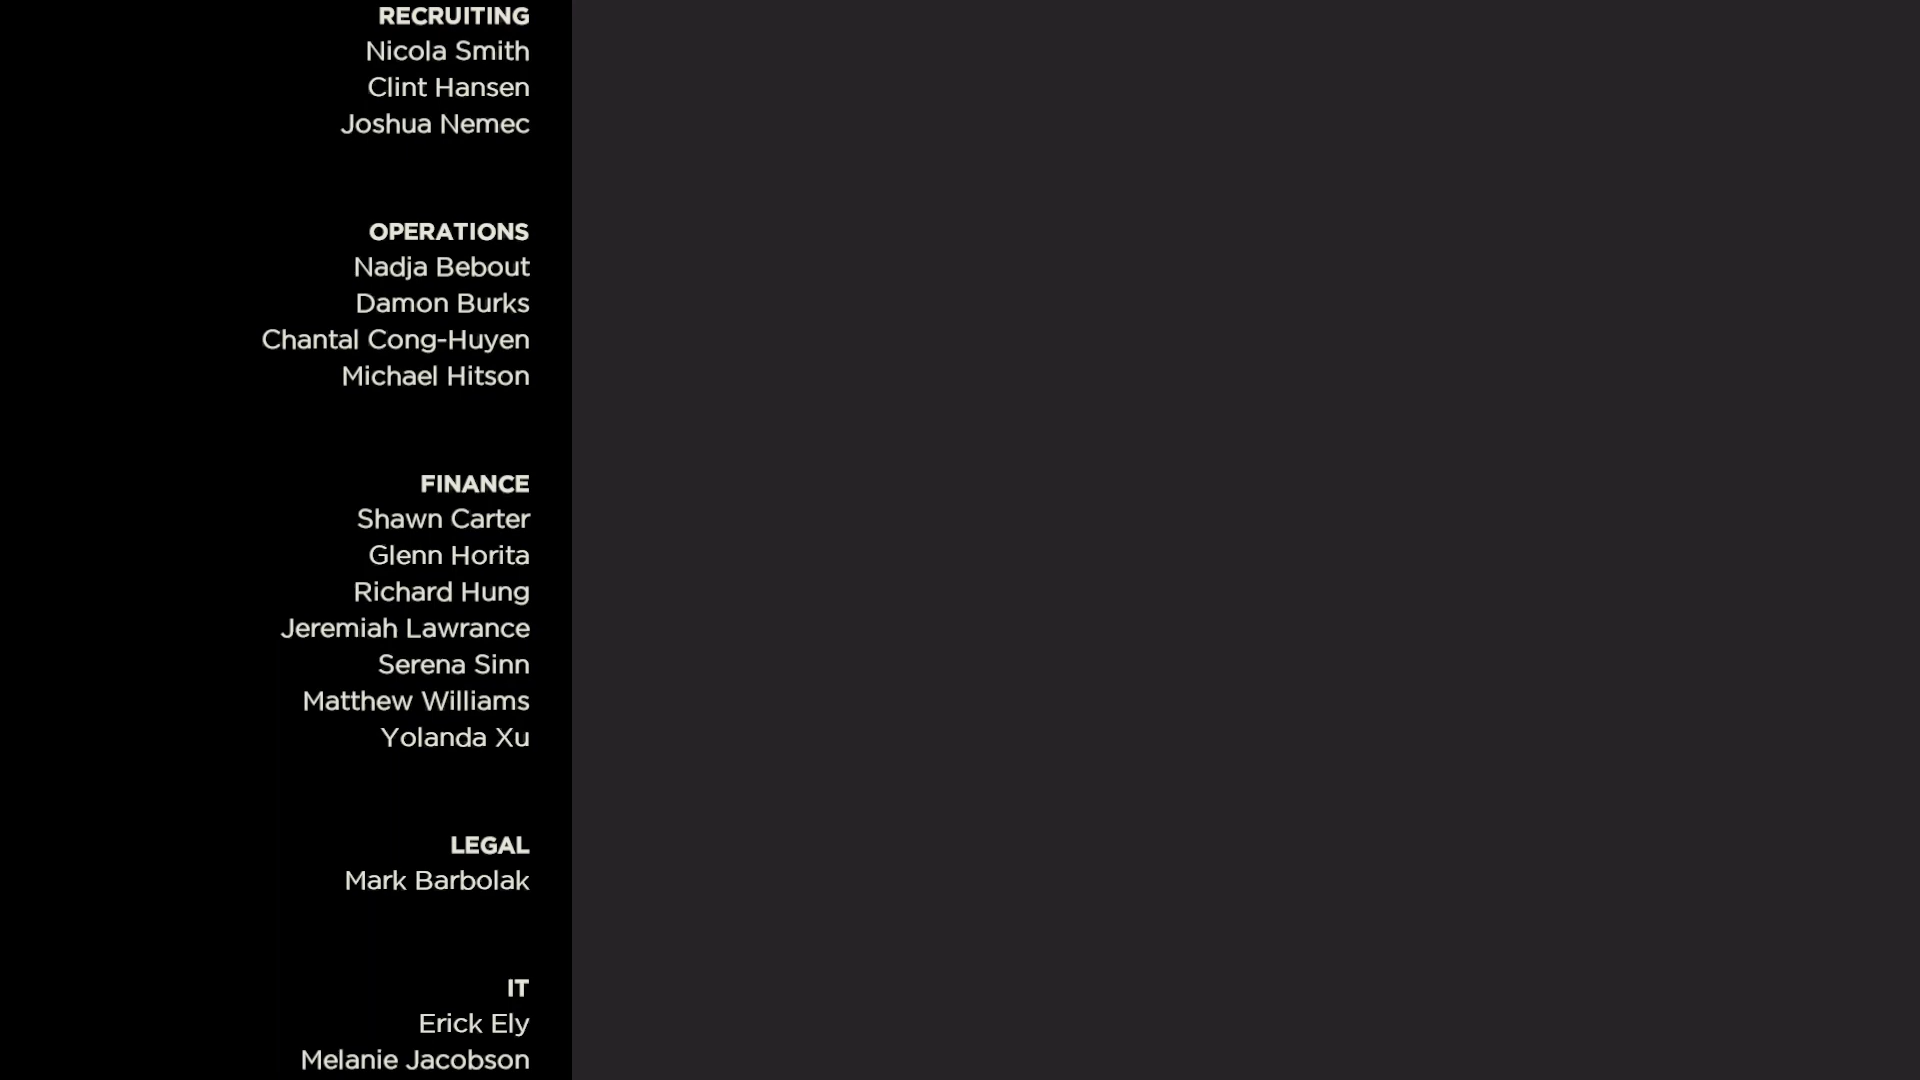 RECRUITING
Nicola Smith
Clint Hansen
Joshua Nemec
OPERATIONS
Nadja Bebout
Damon Burks
Chantal Cong-Huyen
Michael Hitson
FINANCE
Shawn Carter
Glenn Horita
Richard Hung
Jeremiah Lawrance
Serena Sinn
Matthew Williams
Yolanda Xu
LEGAL
Mark Barbolak
IT
Erick Ely
Melanie Jacobson